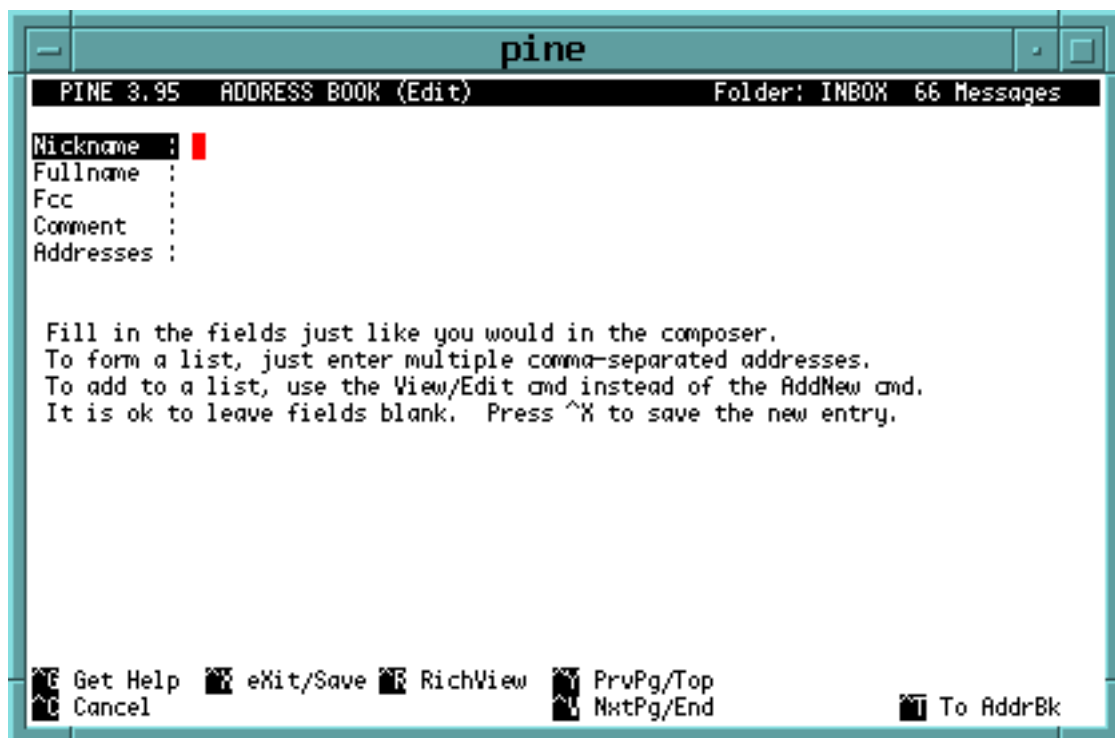 pine
PINE 3.95 ADDRESS BOOK (Edit) Folder: INBOX 66 Messages
Nickname :
Fullname :
Fcc :
Comment :
Addresses :
Fill in the fields just like you would in the composer.
To form a list, just enter multiple comma-separated addresses.
To add to a list, use the View/Edit cmd instead of the AddNew cmd.
It is ok to leave fields blank. Press ^X to save the new entry.
^G Get Help ^X eXit/Save ^R RichView ^Y PrvPg/Top
^C Cancel ^V NxtPg/End ^T To AddrBk